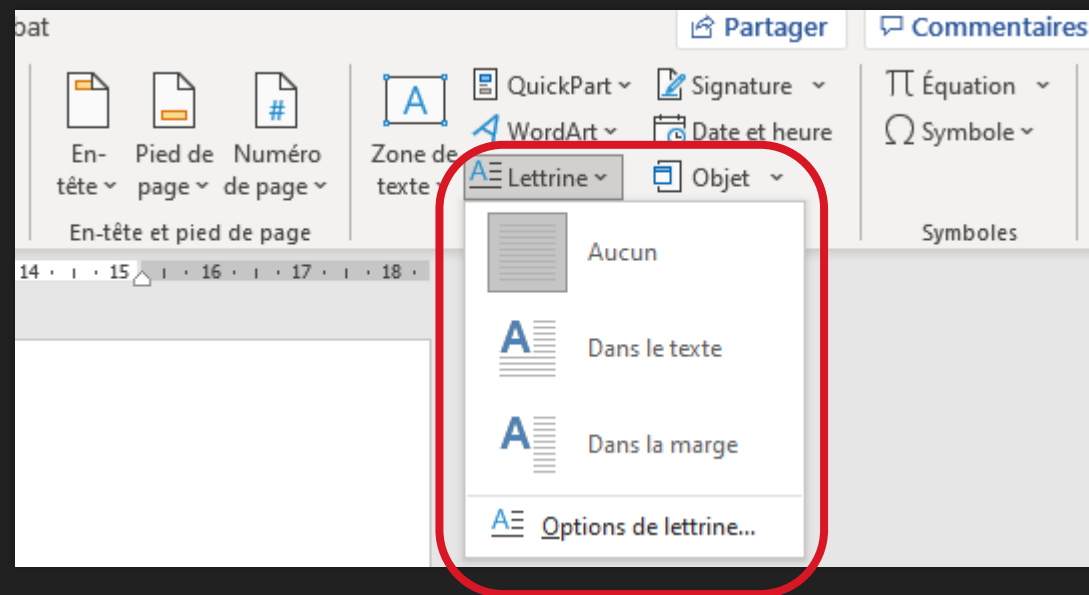 bat
Partager
Commentaires
QuickPart
Signature
Équation
A
#
WordArt
Date et heure
Symbole
En-
tête
Pied de
page
Numéro
de page
Zone de
texte
Lettrine
Objet
En-tête et pied de page
Symboles
14 · ı · 15 ı · 16 · ı · 17 · ı · 18 ·
Aucun
A
Dans le texte
A
Dans la marge
Options de lettrine...